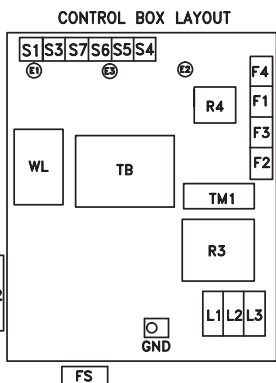 CONTROL BOX LAYOUT
S1 S3 S7 S6 S5 S4
E1 E3 E2
F4
R4 F1
F3
WL TB F2
TM1
R3
L1 L2 L3
GND
FS